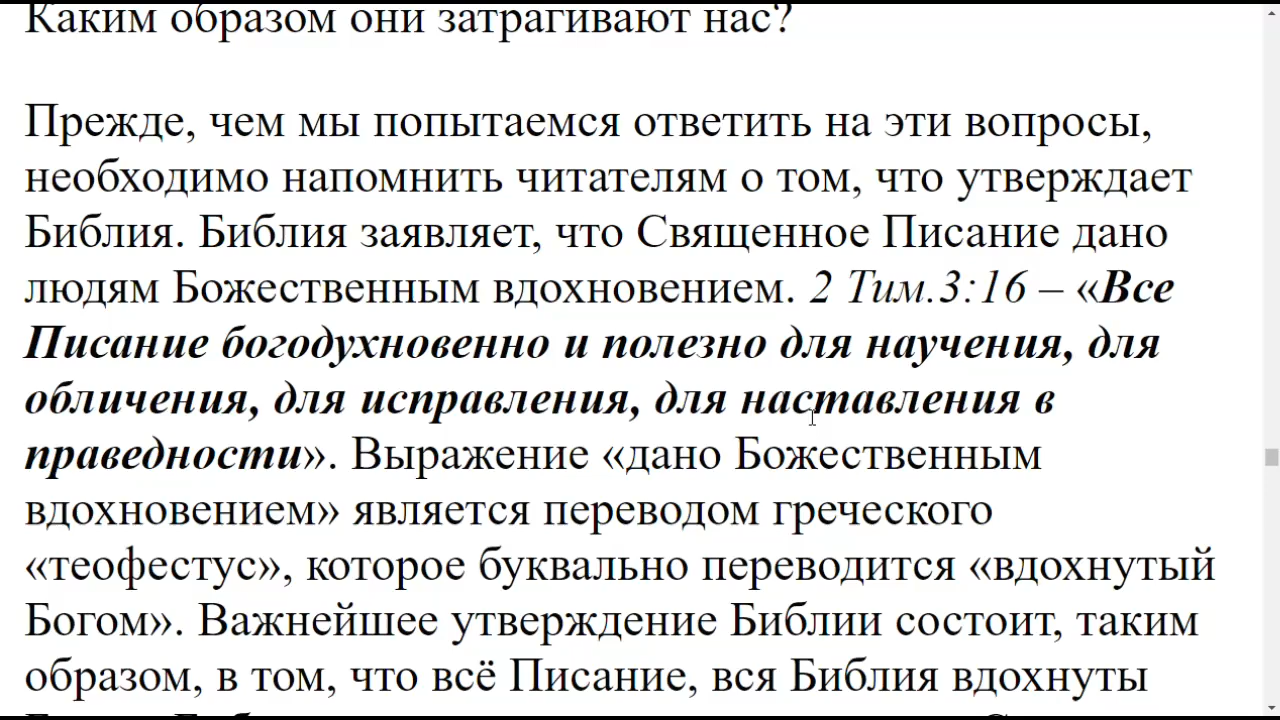 Каким образом они затрагивают нас?
Прежде, чем мы попытаемся ответить на эти вопросы,
необходимо напомнить читателям о том, что утверждает
Библия. Библия заявляет, что Священное Писание дано
людям Божественным вдохновением. 2 Тим.3:16 – «Все
Писание богодухновенно и полезно для научения, для
обличения, для исправления, для наставления в
праведности». Выражение «дано Божественным
вдохновением» является переводом греческого
«теофестус», которое буквально переводится «вдохнутый
Богом». Важнейшее утверждение Библии состоит, таким
образом, в том, что всё Писание, вся Библия вдохнуты